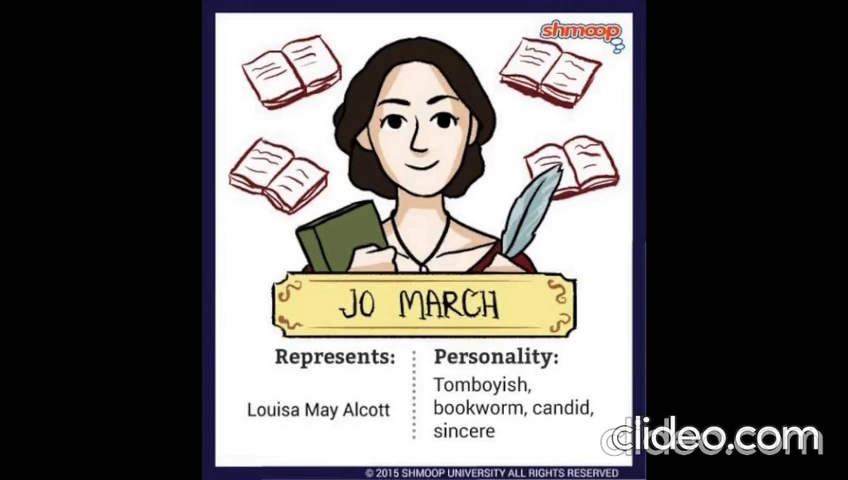 shmoop
JO MARCH
Represents:
Louisa May Alcott
Personality:
Tomboyish,
bookworm, candid,
sincere
clideo.com
© 2015 SHMOOP UNIVERSITY ALL RIGHTS RESERVED